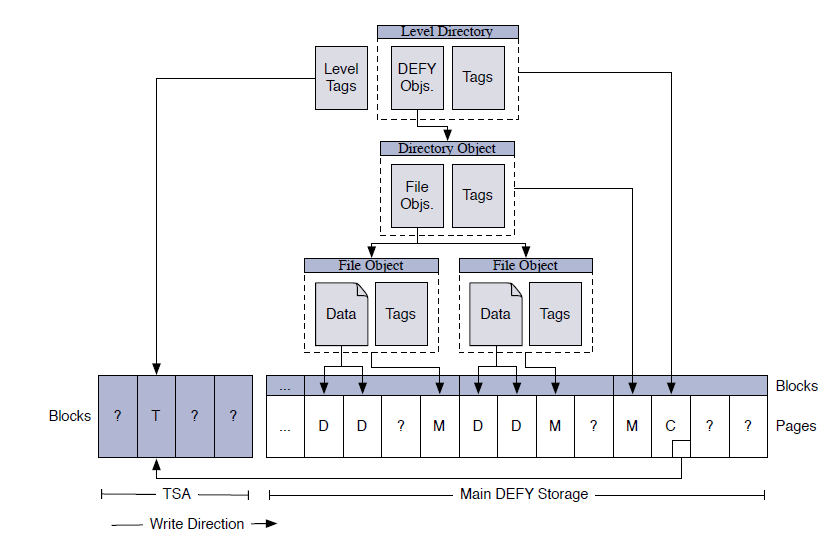 Level Directory
Level
Tags
DEFY
Objs.
Tags
Directory Object
File
Objs.
Tags
File Object
File Object
Data
Tags
Data
Tags
...
Blocks
Blocks
? T ? ?
... D D ? M D D M ? M C ? ?
Pages
TSA
Main DEFY Storage
Write Direction